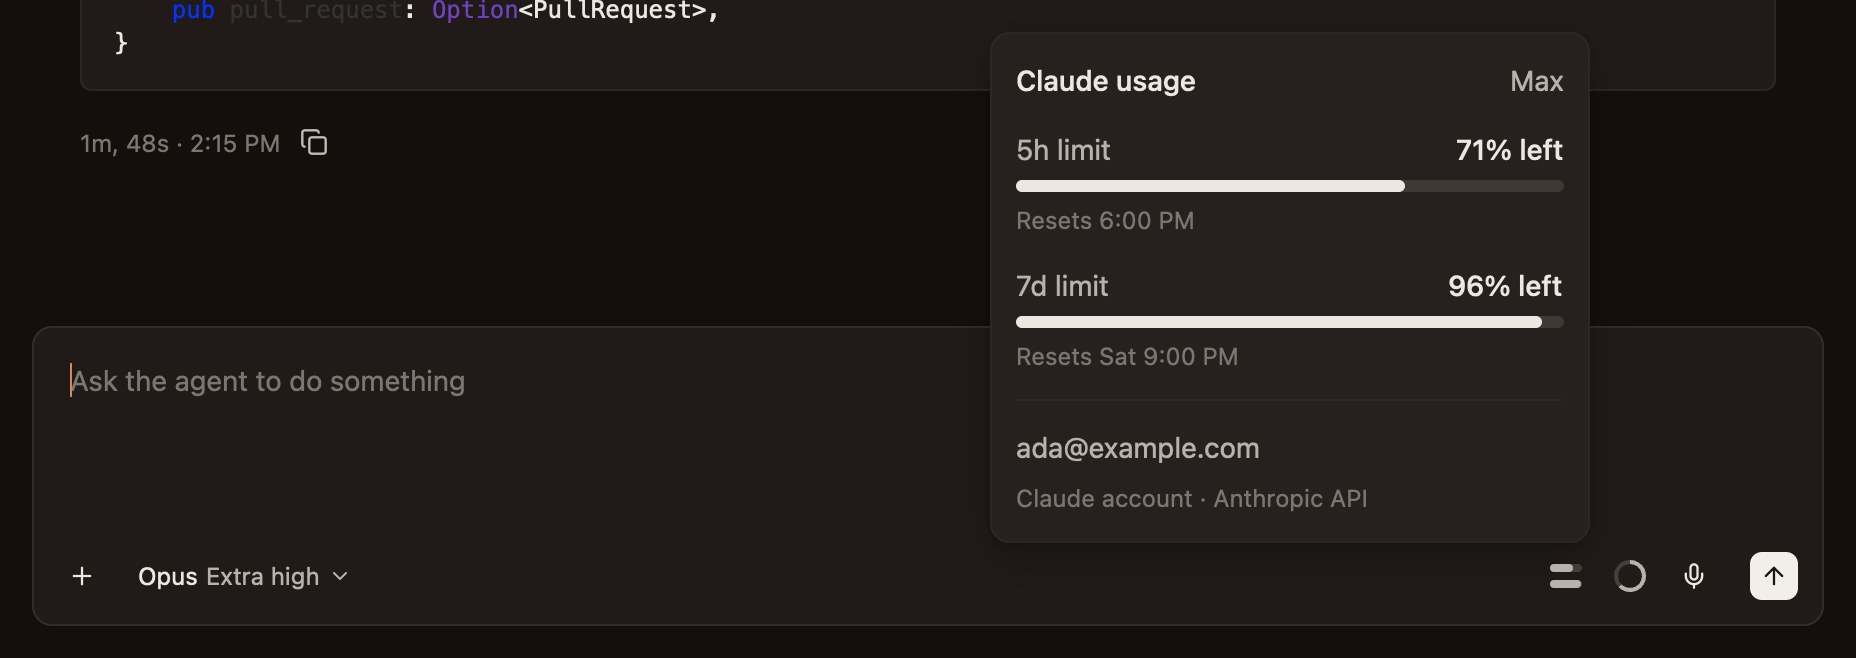 pub pull_request: Option<PullRequest>,
}
1m, 48s · 2:15 PM
Claude usage
Max
5h limit
71% left
Resets 6:00 PM
7d limit
96% left
Resets Sat 9:00 PM
ada@example.com
Claude account · Anthropic API
Ask the agent to do something
Opus Extra high